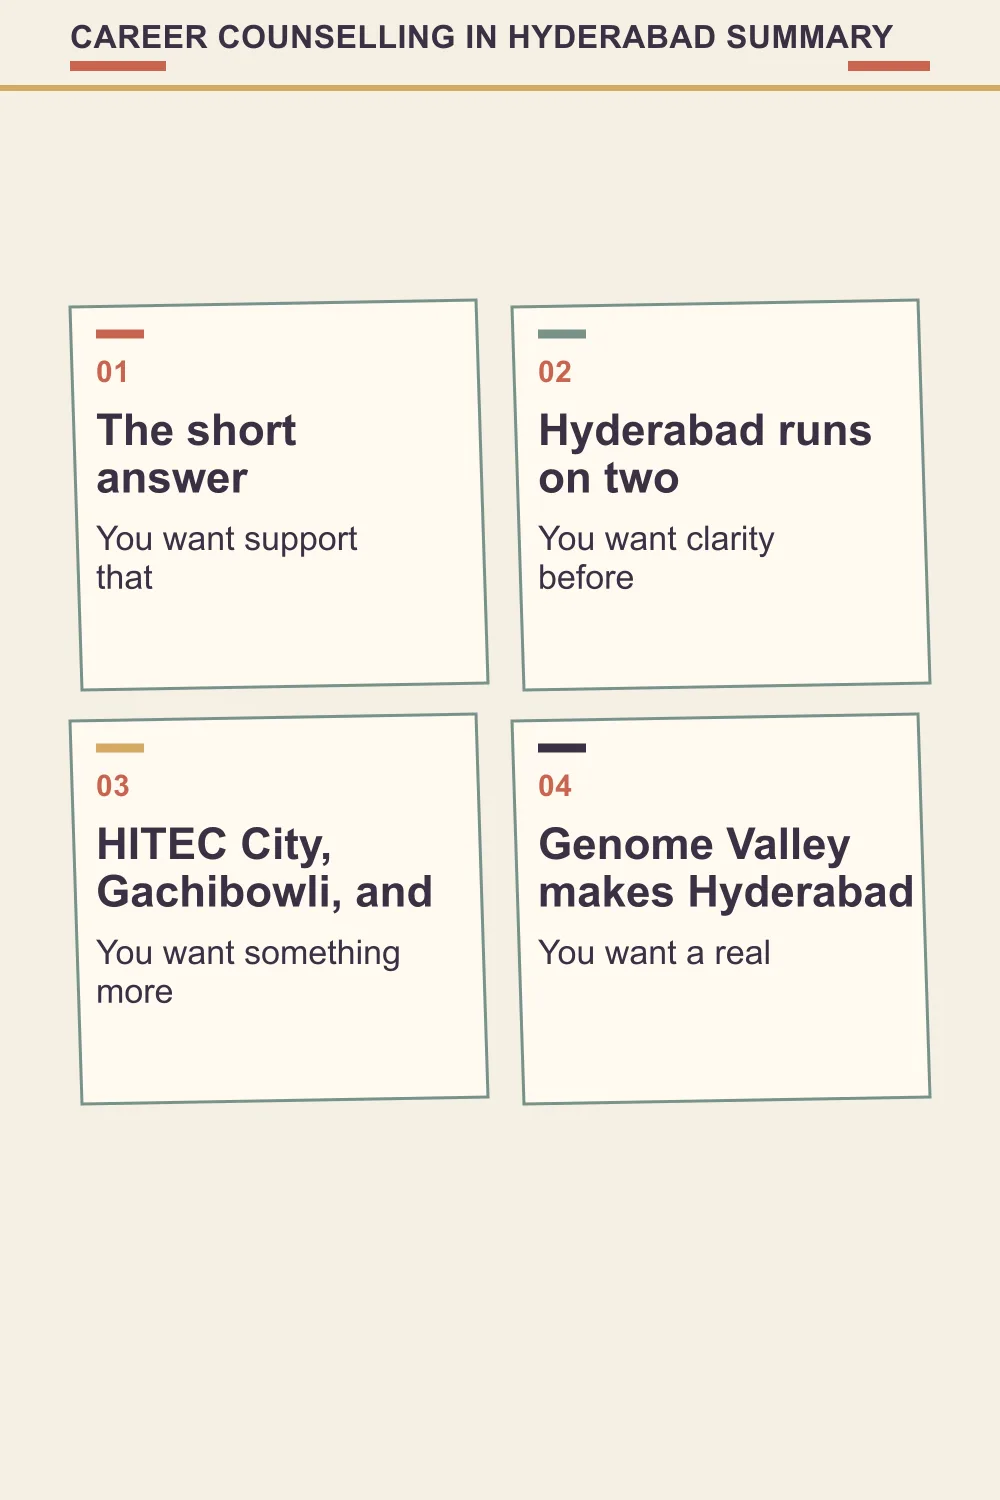 CAREER COUNSELLING IN HYDERABAD SUMMARY
01
The short
answer
You want support
that
02
Hyderabad runs
on two
You want clarity
before
03
HITEC City,
Gachibowli, and
You want something
more
04
Genome Valley
makes Hyderabad
You want a real